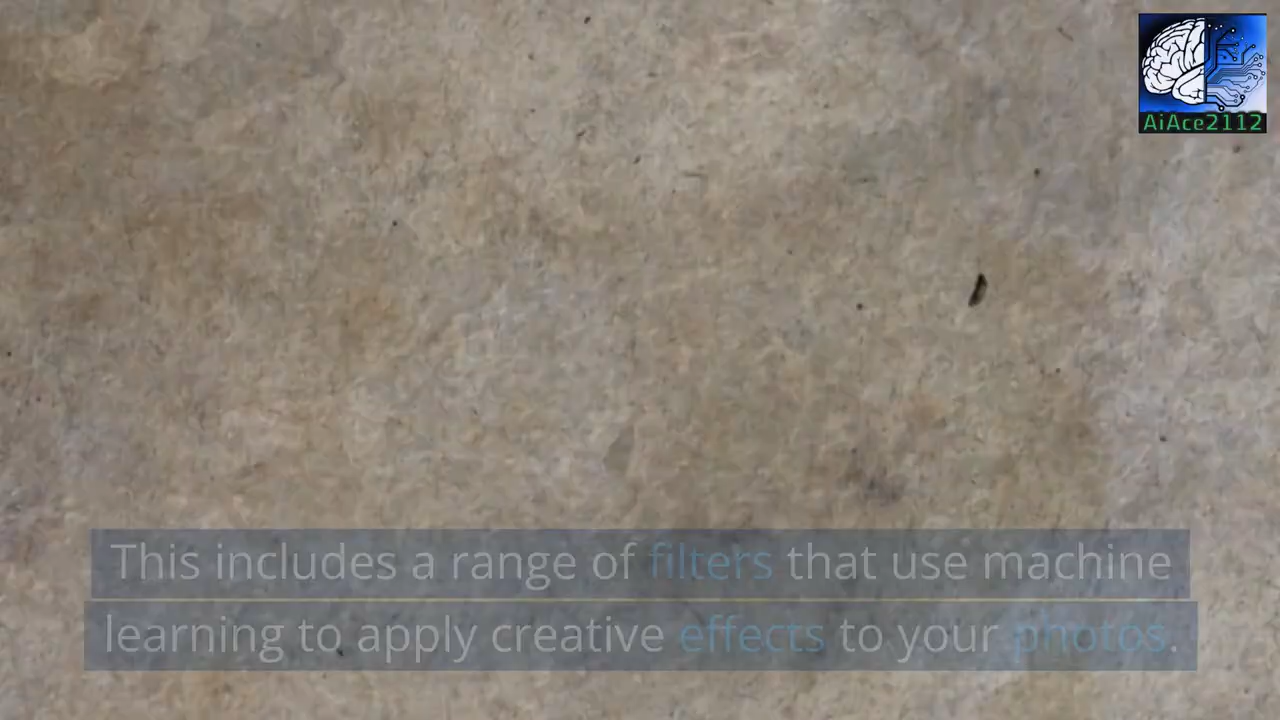 AiAce2112
This includes a range of filters that use machine
learning to apply creative effects to your photos.